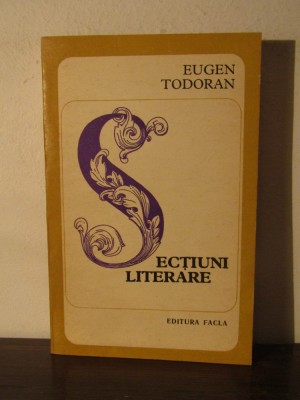 EUGEN
TODORAN
SECȚIUNI
LITERARE
EDITURA FACLA